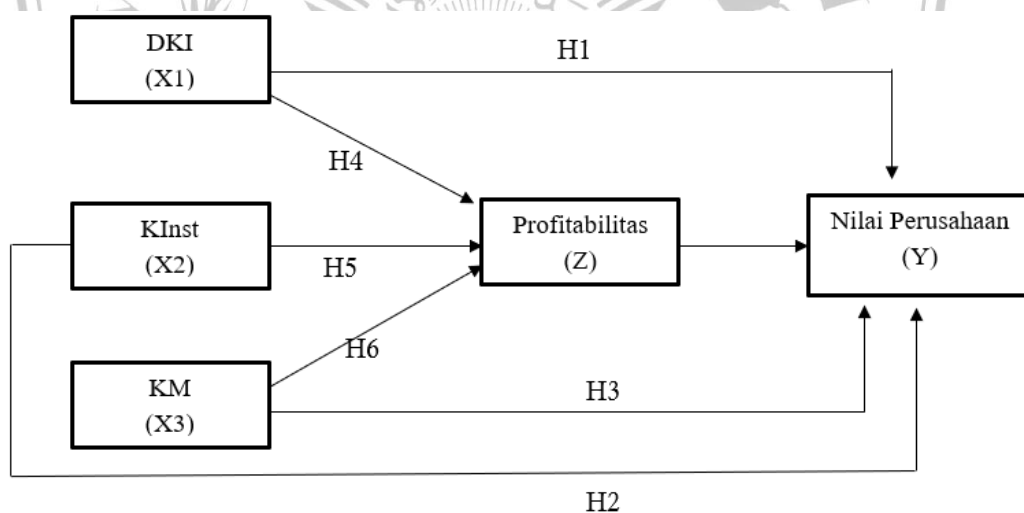 DKI
(X1)
H1
H4
KInst
(X2)
H5
Profitabilitas
(Z)
Nilai Perusahaan
(Y)
H6
KM
(X3)
H3
H2